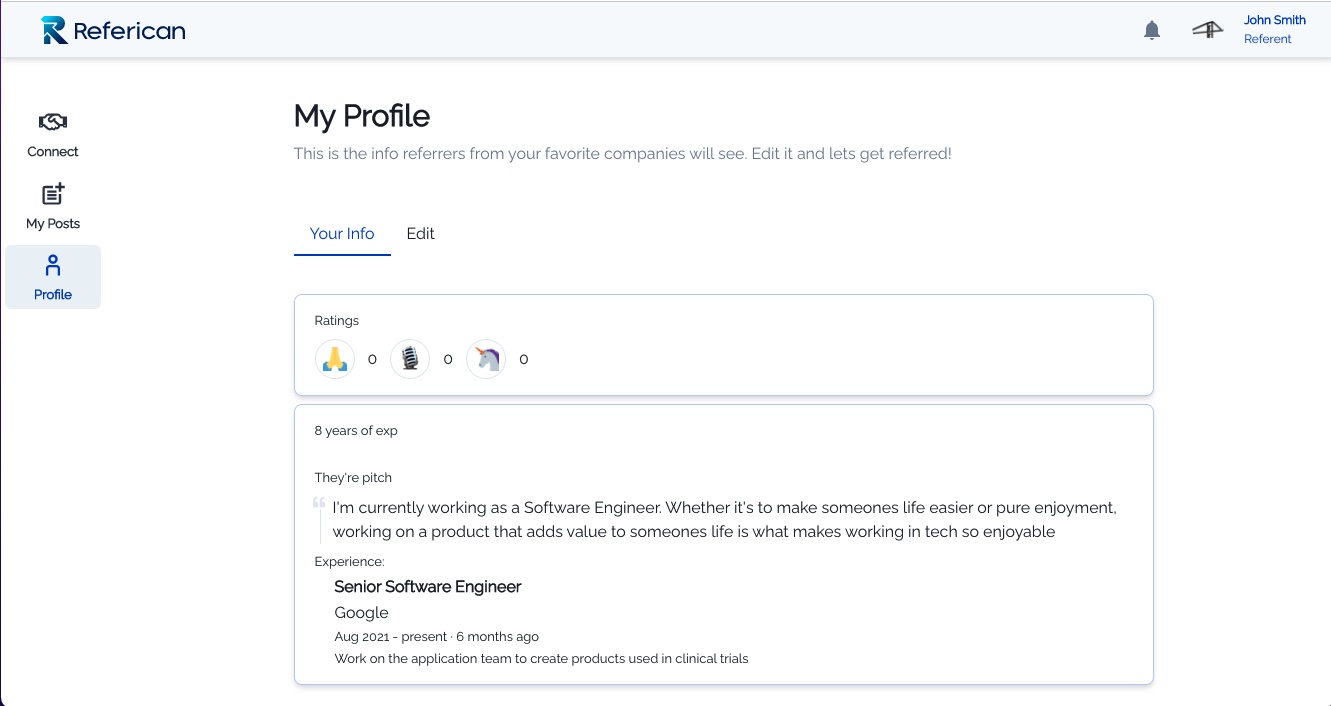 Referican
John Smith
Referent
Connect
My Posts
Profile
My Profile
This is the info referrers from your favorite companies will see. Edit it and lets get referred!
Your Info
Edit
Ratings
0 0 0
8 years of exp
They're pitch
I'm currently working as a Software Engineer. Whether it's to make someones life easier or pure enjoyment,
working on a product that adds value to someones life is what makes working in tech so enjoyable
Experience:
Senior Software Engineer
Google
Aug 2021 - present · 6 months ago
Work on the application team to create products used in clinical trials